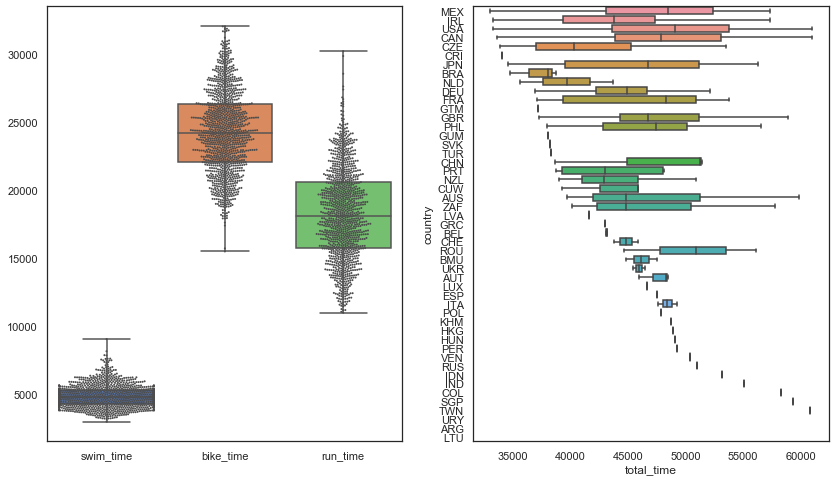 30000
25000
20000
15000
10000
5000
swim_time
bike_time
run_time
country
MEX
IRL
USA
CAN
CZE
CRI
JPN
BRA
NLD
DEU
FRA
GTM
GBR
PHL
GUM
SVK
TUR
CHN
PRT
NZL
CUW
AUS
ZAF
LVA
GRC
BEL
CHE
ROU
BMU
UKR
AUT
LUX
ESP
ITA
POL
KHM
HKG
HUN
PER
VEN
RUS
IDN
IND
COL
SGP
TWN
URY
ARG
LTU
35000
40000
45000
50000
55000
60000
total_time